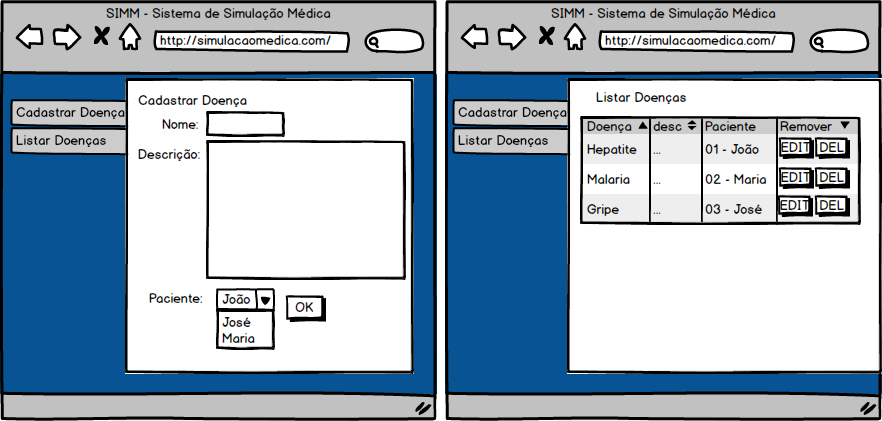 SIMM - Sistema de Simulação Médica
http://simulacaomedica.com/
Cadastrar Doença
Listar Doenças
Cadastrar Doença
Nome:
Descrição:
Paciente:
João
José
Maria
OK
SIMM - Sistema de Simulação Médica
http://simulacaomedica.com/
Cadastrar Doença
Listar Doenças
Listar Doenças
Doença desc Paciente Remover
Hepatite ... 01 - João EDIT DEL
Malaria ... 02 - Maria EDIT DEL
Gripe ... 03 - José EDIT DEL